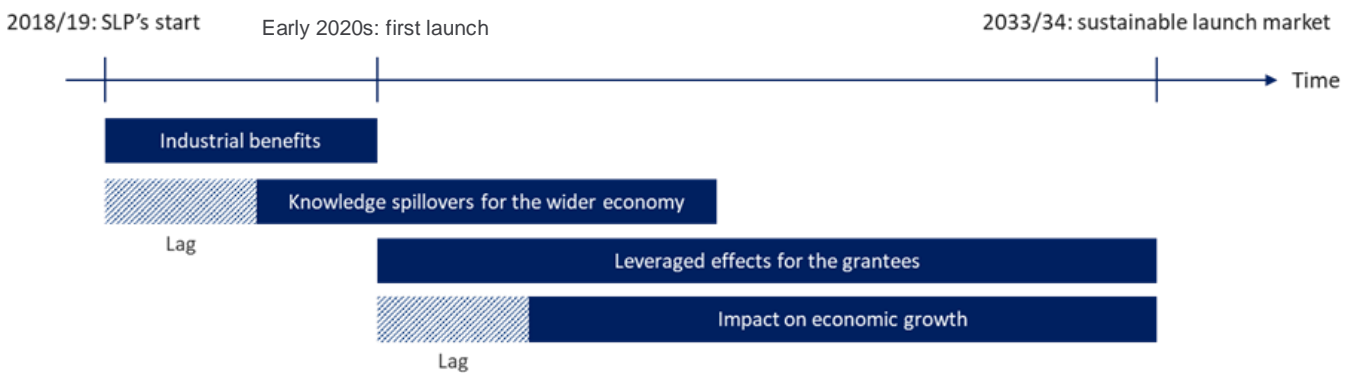 2018/19: SLP's start
Early 2020s: first launch
2033/34: sustainable launch market
Time
Industrial benefits
Knowledge spillovers for the wider economy
Lag
Leveraged effects for the grantees
Impact on economic growth
Lag